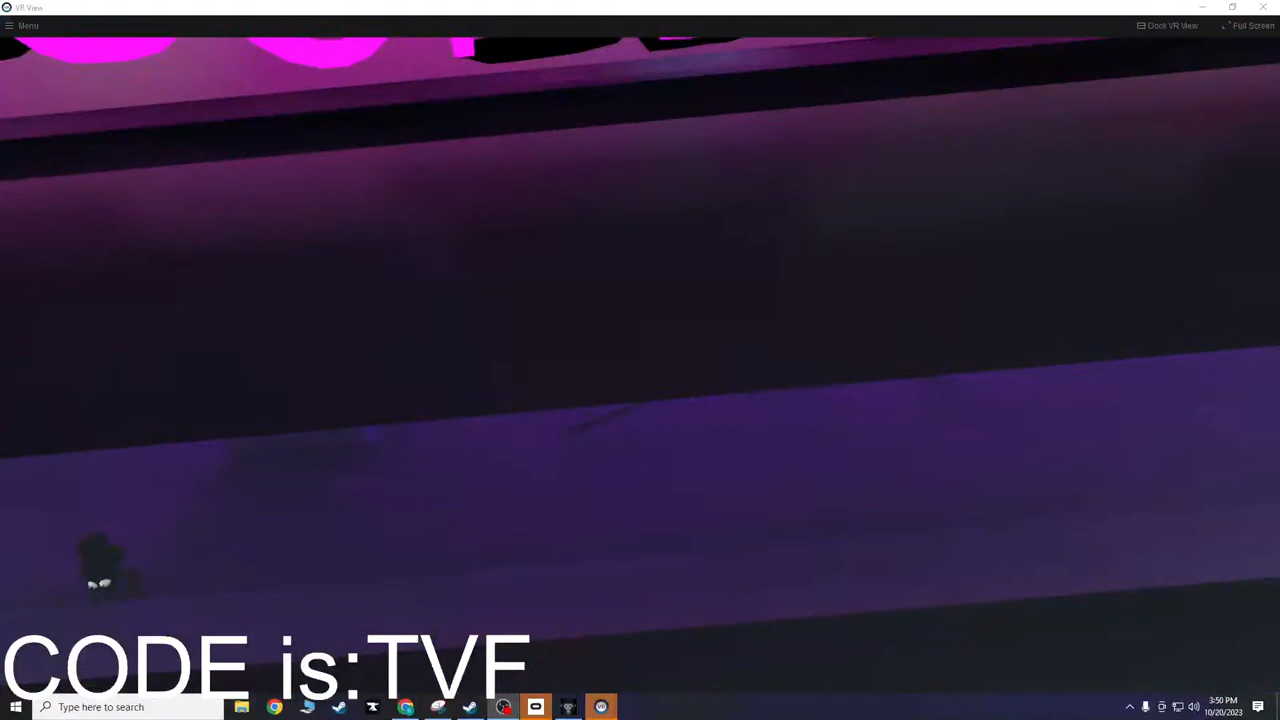 VR View
Menu
Dock VR View
Full Screen
CODE is:TVF
Type here to search
3:50 PM
10/20/2023